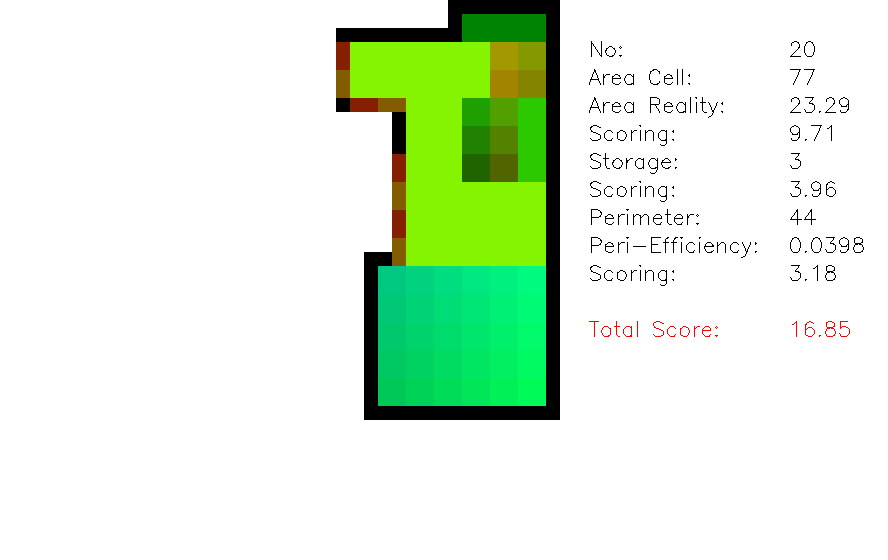 No: 20
Area Cell: 77
Area Reality: 23.29
Scoring: 9.71
Storage: 3
Scoring: 3.96
Perimeter: 44
Peri-Efficiency: 0.0398
Scoring: 3.18
Total Score: 16.85